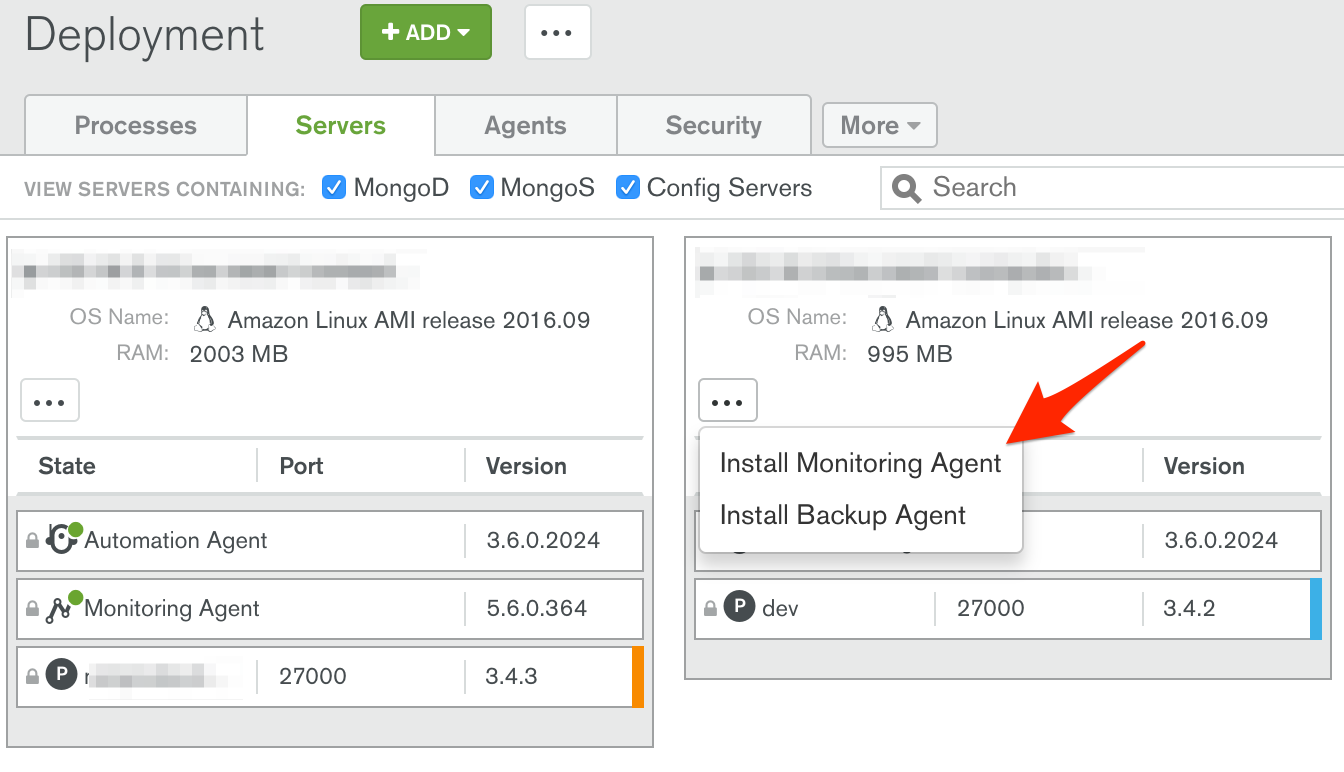 Deployment
+ ADD
Processes
Servers
Agents
Security
More
VIEW SERVERS CONTAINING: MongoD MongoS Config Servers
Search
OS Name: Amazon Linux AMI release 2016.09
RAM: 2003 MB
...
State Port Version
Automation Agent 3.6.0.2024
Monitoring Agent 5.6.0.364
P 27000 3.4.3
OS Name: Amazon Linux AMI release 2016.09
RAM: 995 MB
...
Install Monitoring Agent
Install Backup Agent
Version
3.6.0.2024
P dev 27000 3.4.2